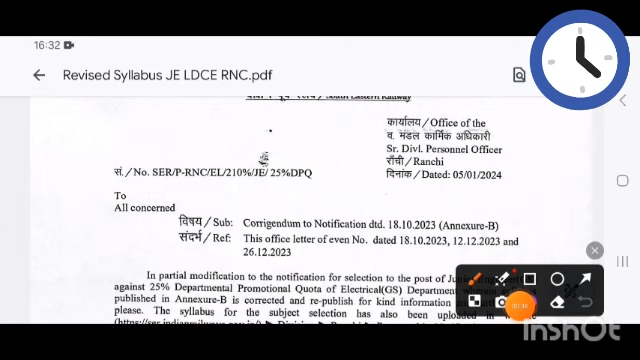 16:32
Revised Syllabus JE LDCE RNC.pdf
दक्षिण पूर्व रेलवे / South Eastern Railway
कार्यालय / Office of the
व. मंडल कार्मिक अधिकारी
Sr. Divl. Personnel Officer
राँची / Ranchi
सं./No. SER/P-RNC/EL/210%/JE/ 25%DPQ
दिनांक / Dated: 05/01/2024
To
All concerned
विषय / Sub: Corrigendum to Notification dtd. 18.10.2023 (Annexure-B)
संदर्भ / Ref: This office letter of even No. dated 18.10.2023, 12.12.2023 and
26.12.2023
In partial modification to the notification for selection to the post of Junior
against 25% Departmental Promotional Quota of Electrical(GS) Department
published in Annexure-B is corrected and re-publish for kind information
please. The syllabus for the subject selection has also been uploaded in
InShOt